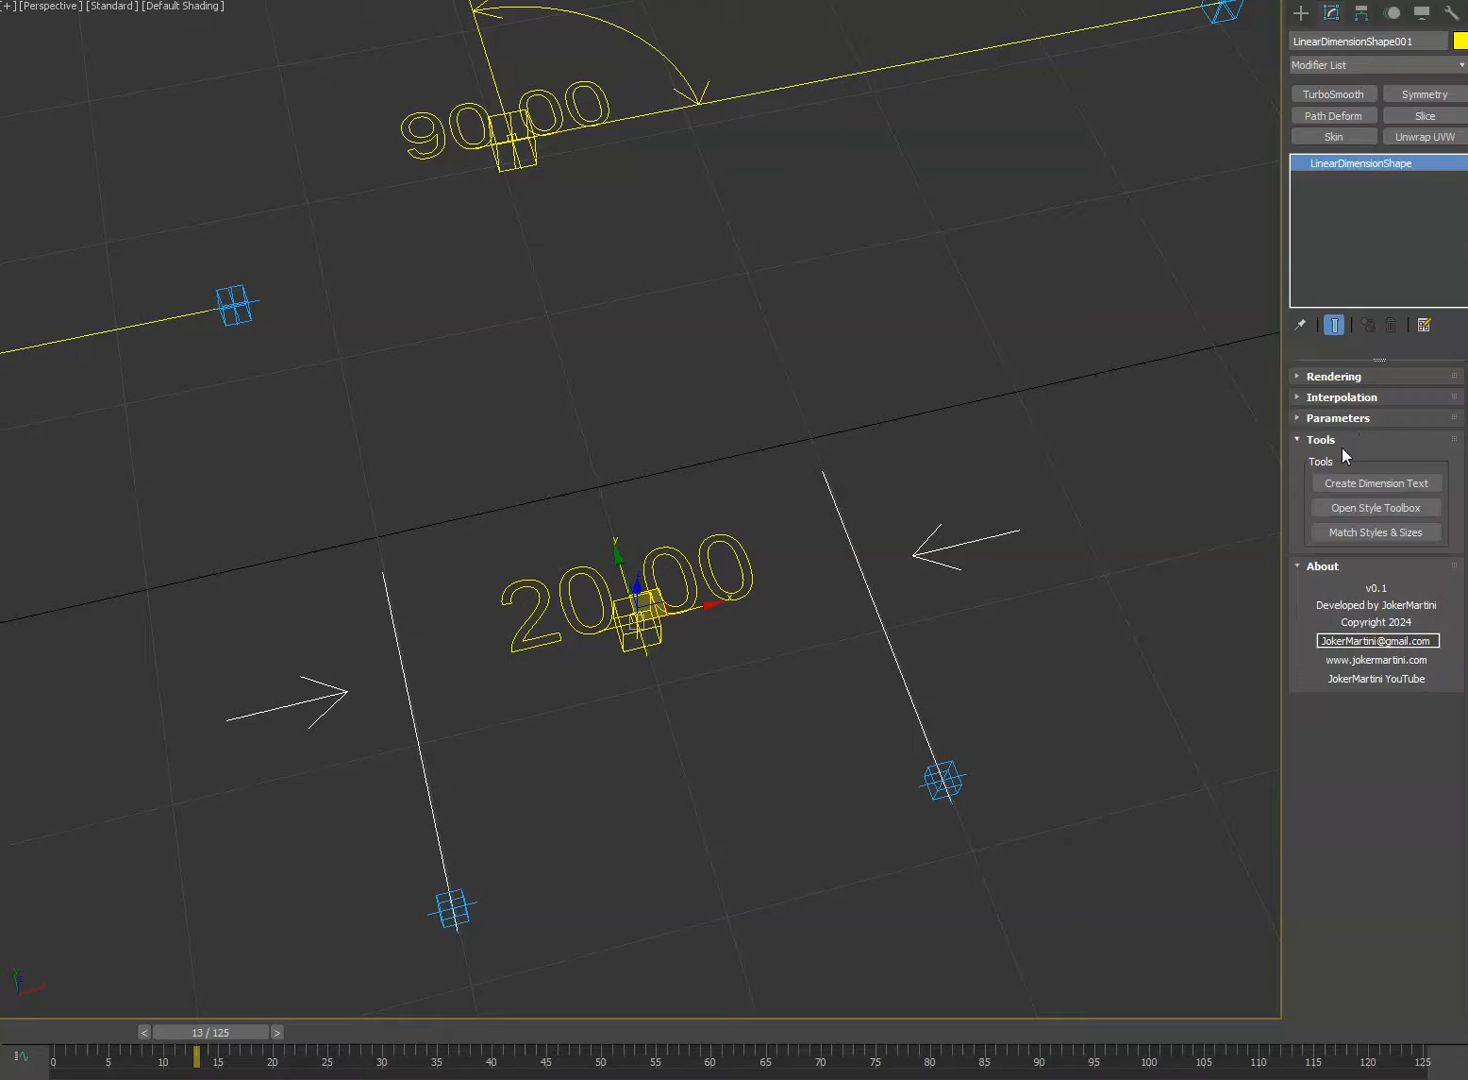 [+] [Perspective] [Standard] [Default Shading]
LinearDimensionShape001
Modifier List
TurboSmooth Symmetry
Path Deform Slice
Skin Unwrap UVW
LinearDimensionShape
90.00
Rendering
Interpolation
Parameters
Tools
Tools
Create Dimension Text
Open Style Toolbox
Match Styles & Sizes
About
v0.1
Developed by JokerMartini
Copyright 2024
JokerMartini@gmail.com
www.jokermartini.com
JokerMartini YouTube
y
20.00
x
< 13 / 125 >
0 5 10 15 20 25 30 35 40 45 50 55 60 65 70 75 80 85 90 95 100 105 110 115 120 125